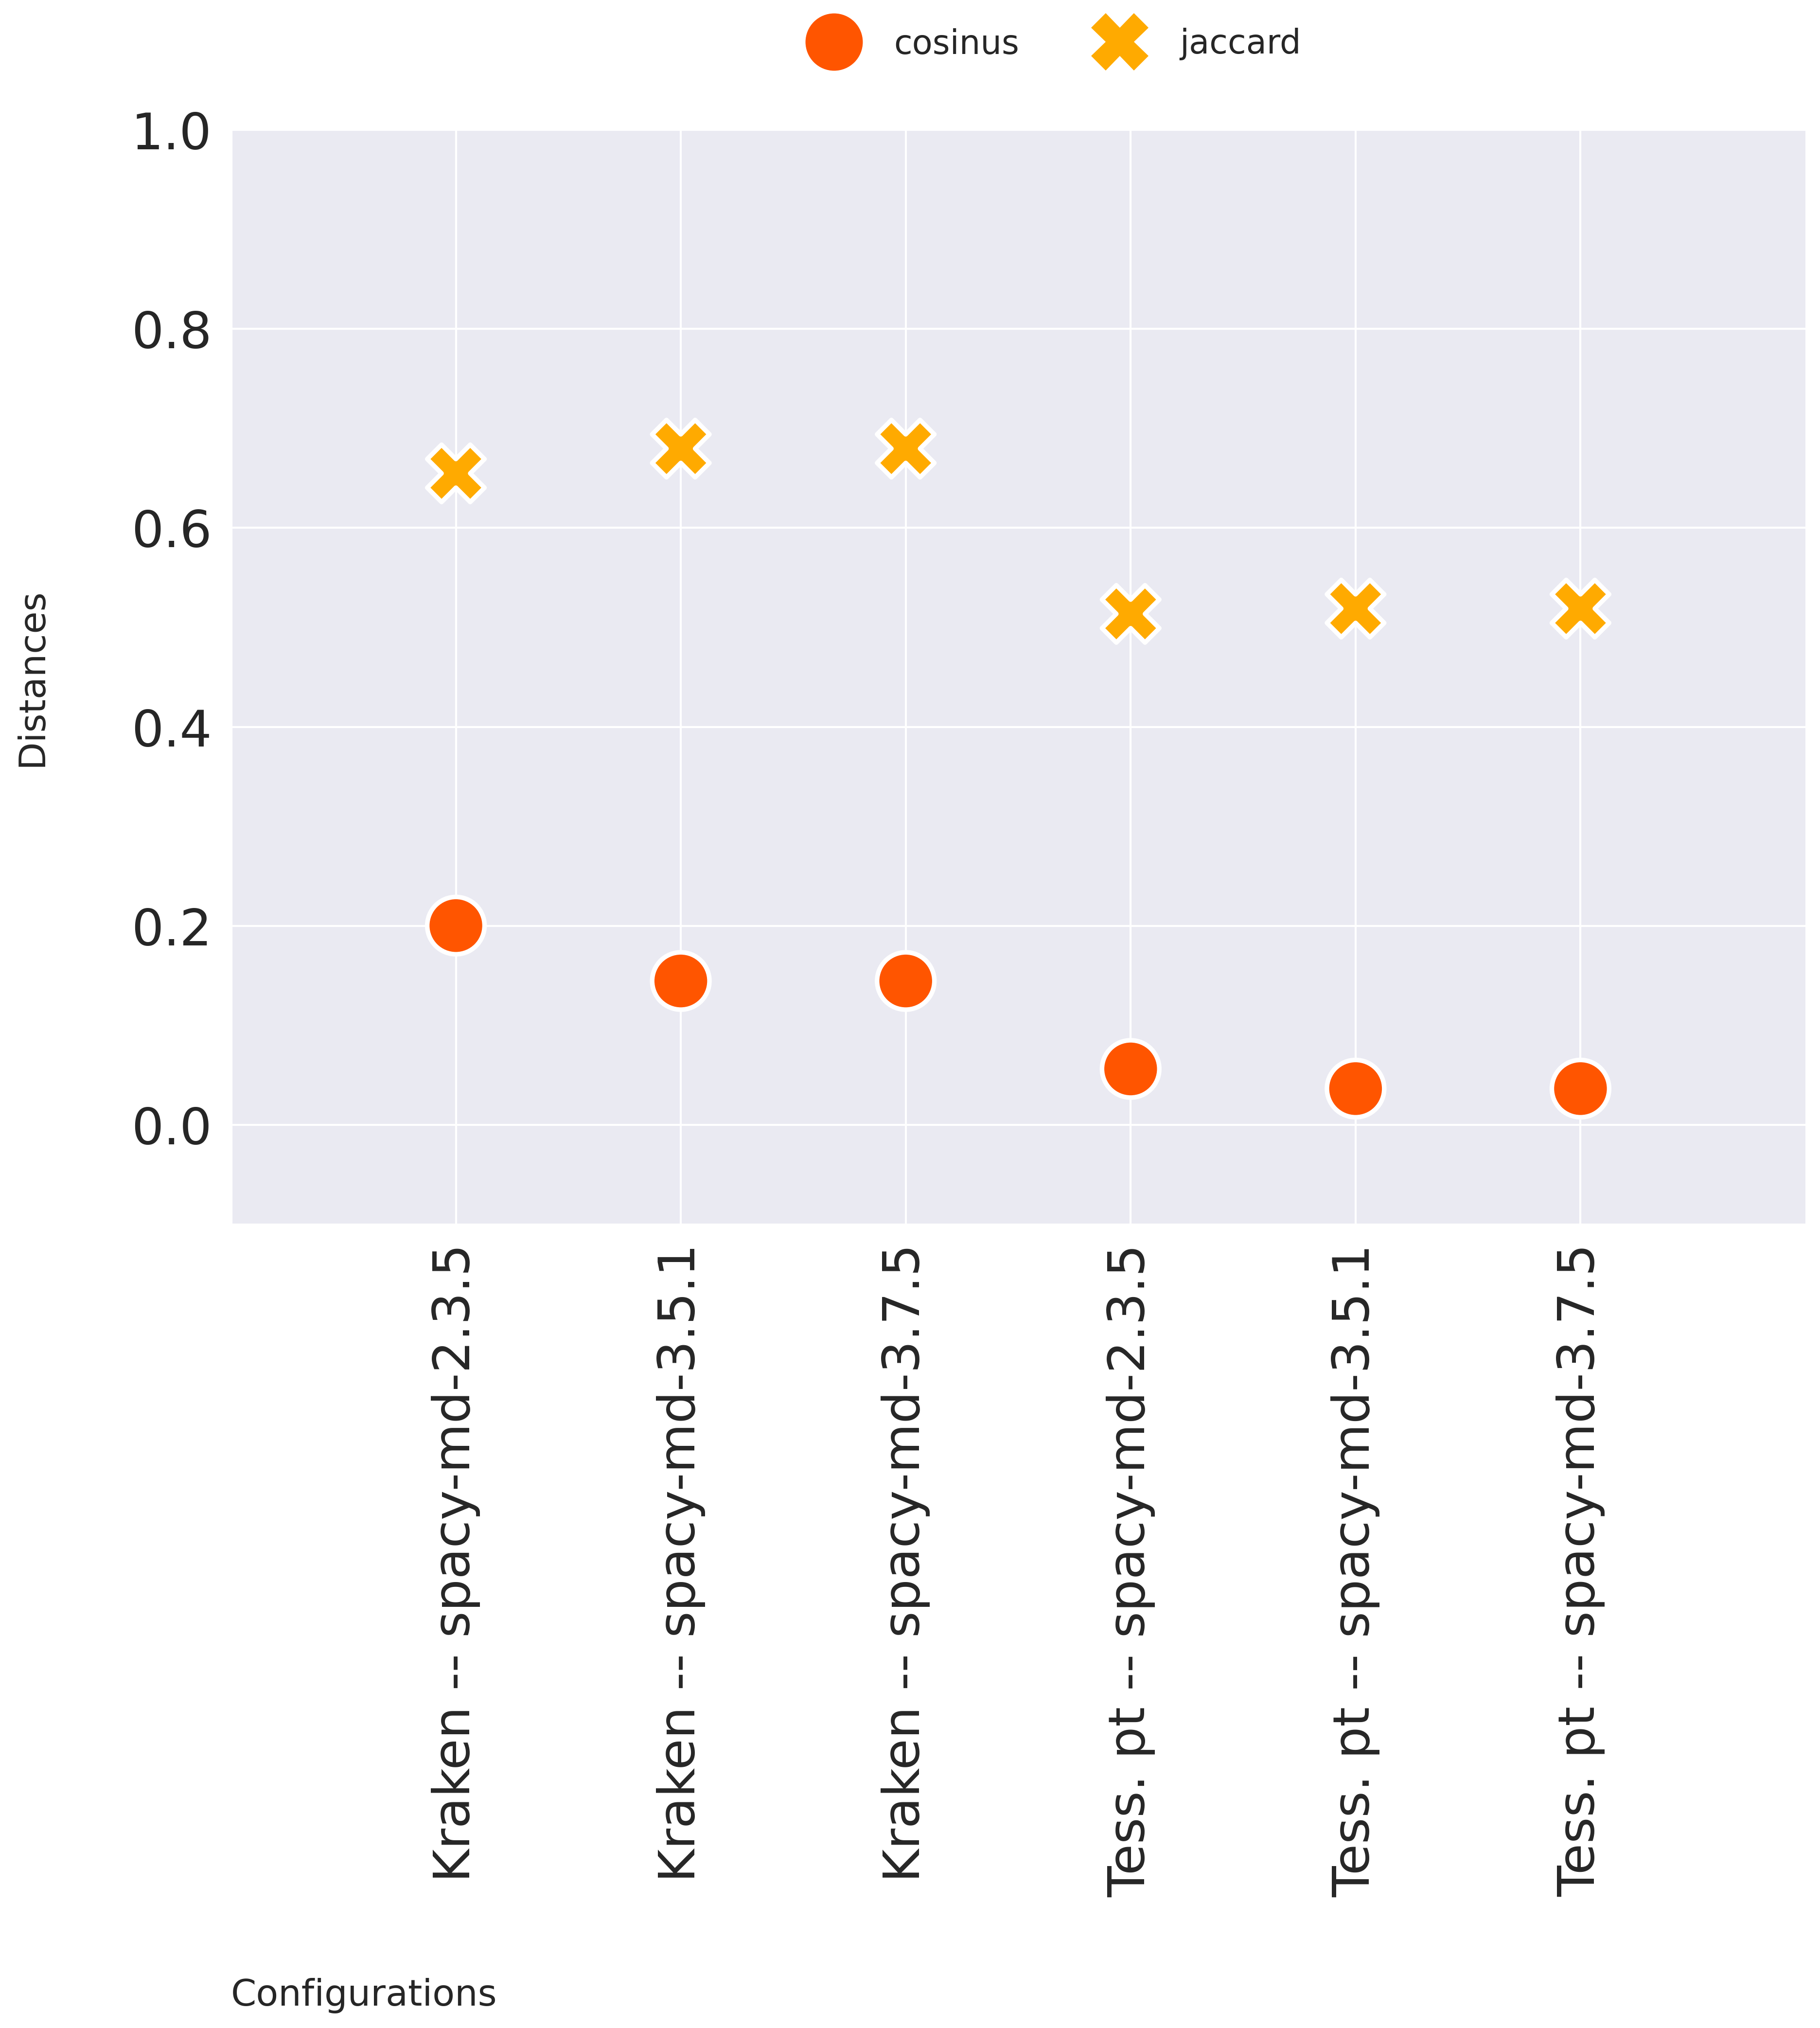 cosinus jaccard
1.0
0.8
0.6
0.4
0.2
0.0
Distances
Kraken -- spacy-md-2.3.5
Kraken -- spacy-md-3.5.1
Kraken -- spacy-md-3.7.5
Tess. pt -- spacy-md-2.3.5
Tess. pt -- spacy-md-3.5.1
Tess. pt -- spacy-md-3.7.5
Configurations